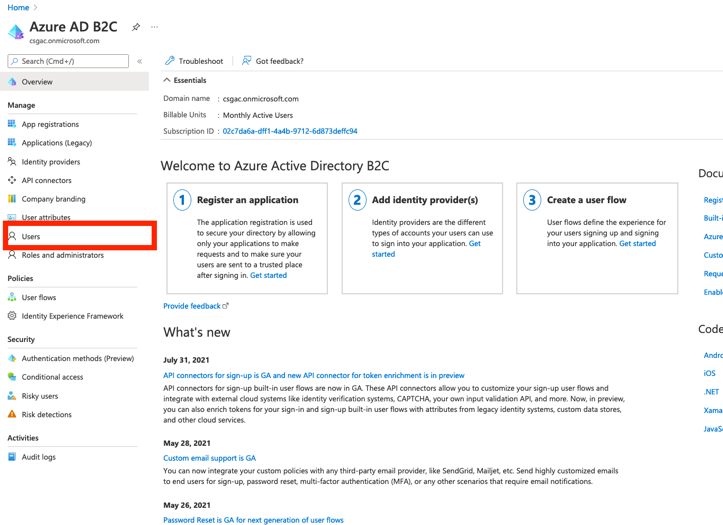 Home >
Azure AD B2C
csgac.onmicrosoft.com
Search (Cmd+/)
«
Overview
Manage
App registrations
Applications (Legacy)
Identity providers
API connectors
Company branding
User attributes
Users
Roles and administrators
Policies
User flows
Identity Experience Framework
Security
Authentication methods (Preview)
Conditional access
Risky users
Risk detections
Activities
Audit logs
Troubleshoot
Got feedback?
Essentials
Domain name : csgac.onmicrosoft.com
Billable Units : Monthly Active Users
Subscription ID : 02c7da6a-dff1-4a4b-9712-6d873deffc94
Welcome to Azure Active Directory B2C
1 Register an application
The application registration is used
to secure your directory by allowing
only your applications to make
requests and to make sure your
users are sent to a trusted place
after signing in. Get started
2 Add identity provider(s)
Identity providers are the different
types of accounts your users can use
to sign into your application. Get
started
3 Create a user flow
User flows define the experience for
your users signing up and signing
into your application. Get started
Provide feedback
What's new
July 31, 2021
API connectors for sign-up is GA and new API connector for token enrichment is in preview
API connectors for sign-up built-in user flows are now in GA. These API connectors allow you to customize your sign-up user flows and
integrate with external cloud systems like identity verification systems, CAPTCHA, your own input validation API, and more. Now, in preview,
you can also enrich tokens for your sign-in and sign-up built-in user flows with attributes from legacy identity systems, custom data stores,
and other cloud services.
May 28, 2021
Custom email support is GA
You can now integrate your custom policies with any third-party email provider, like SendGrid, Mailjet, etc. Send highly customized emails
to end users for sign-up, password reset, multi-factor authentication (MFA), or any other scenarios that require email notifications.
May 26, 2021
Password Reset is GA for next generation of user flows
Docu
Regist
Built-i
Azure
Custo
Reque
Enable
Code
Andro
iOS
.NET
Xama
JavaSc